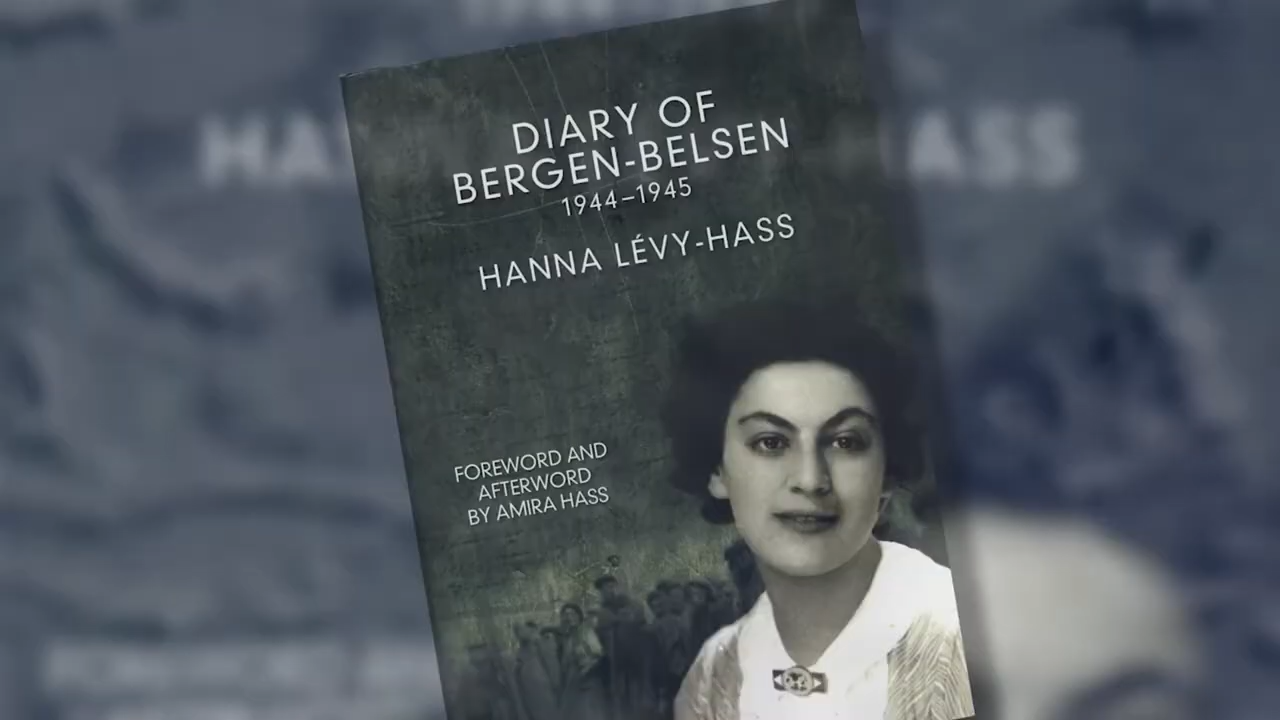 DIARY OF
BERGEN-BELSEN
1944–1945
HANNA LÉVY-HASS
FOREWORD AND
AFTERWORD
BY AMIRA HASS